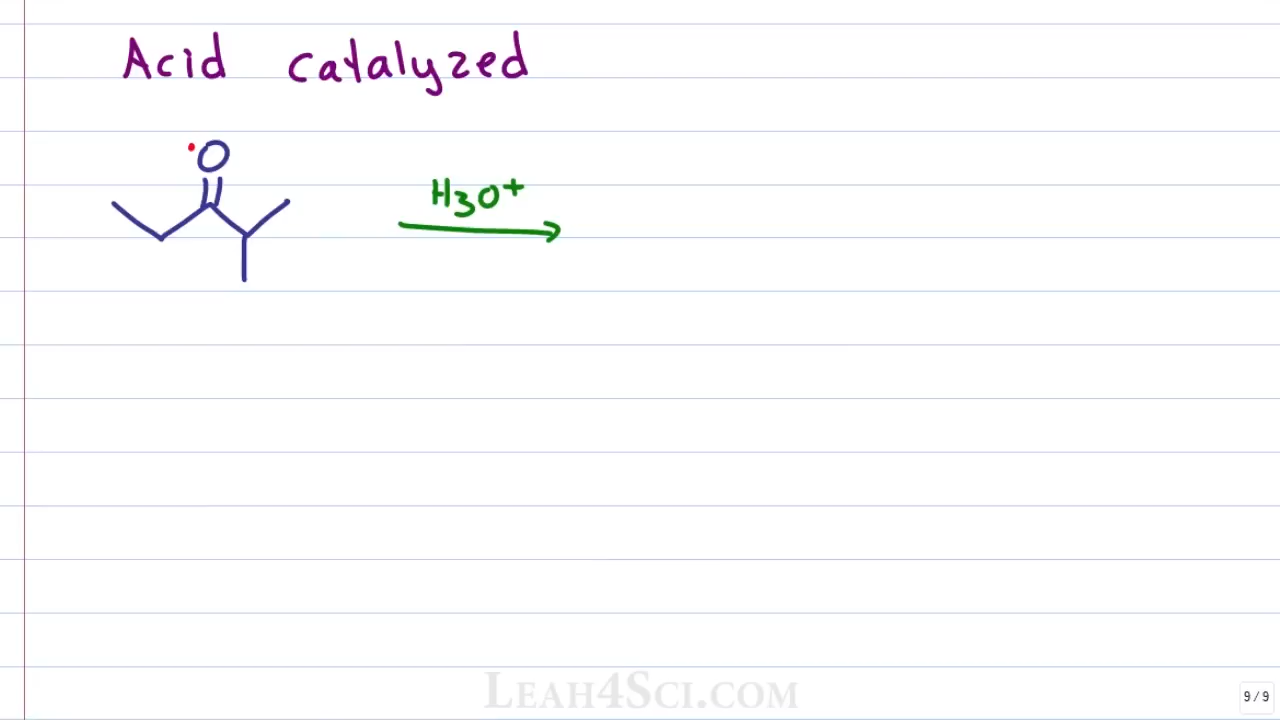 Acid catalyzed
O
H3O+
LEAH4SCI.COM
9 / 9